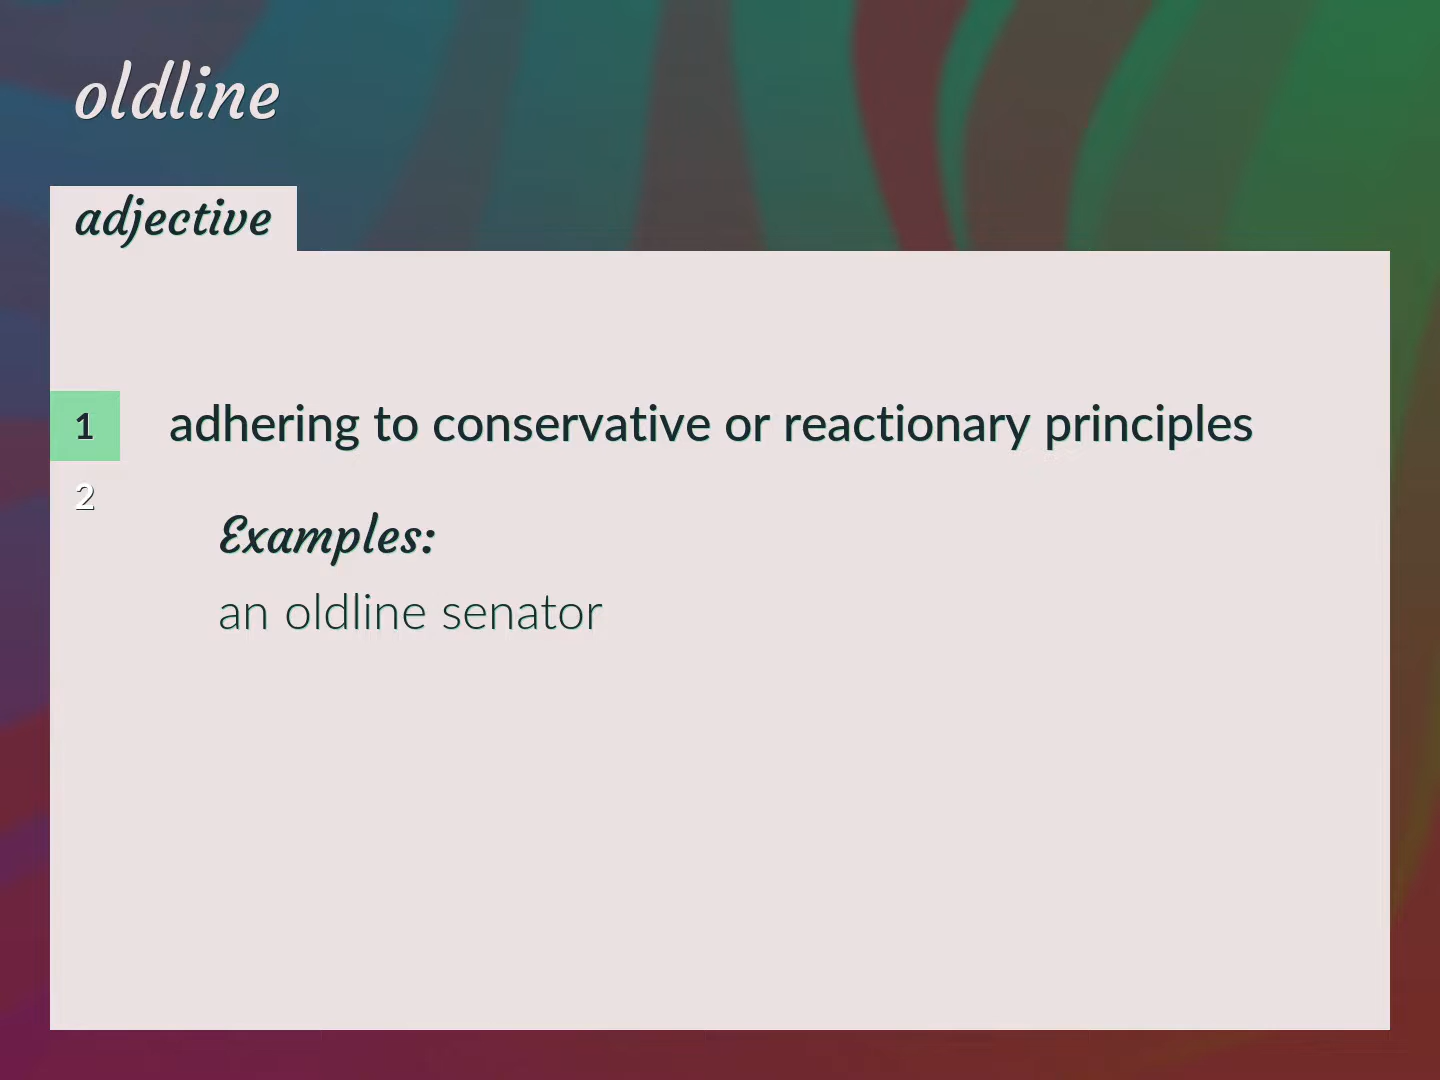 oldline
adjective
1 adhering to conservative or reactionary principles
2
Examples:
an oldline senator